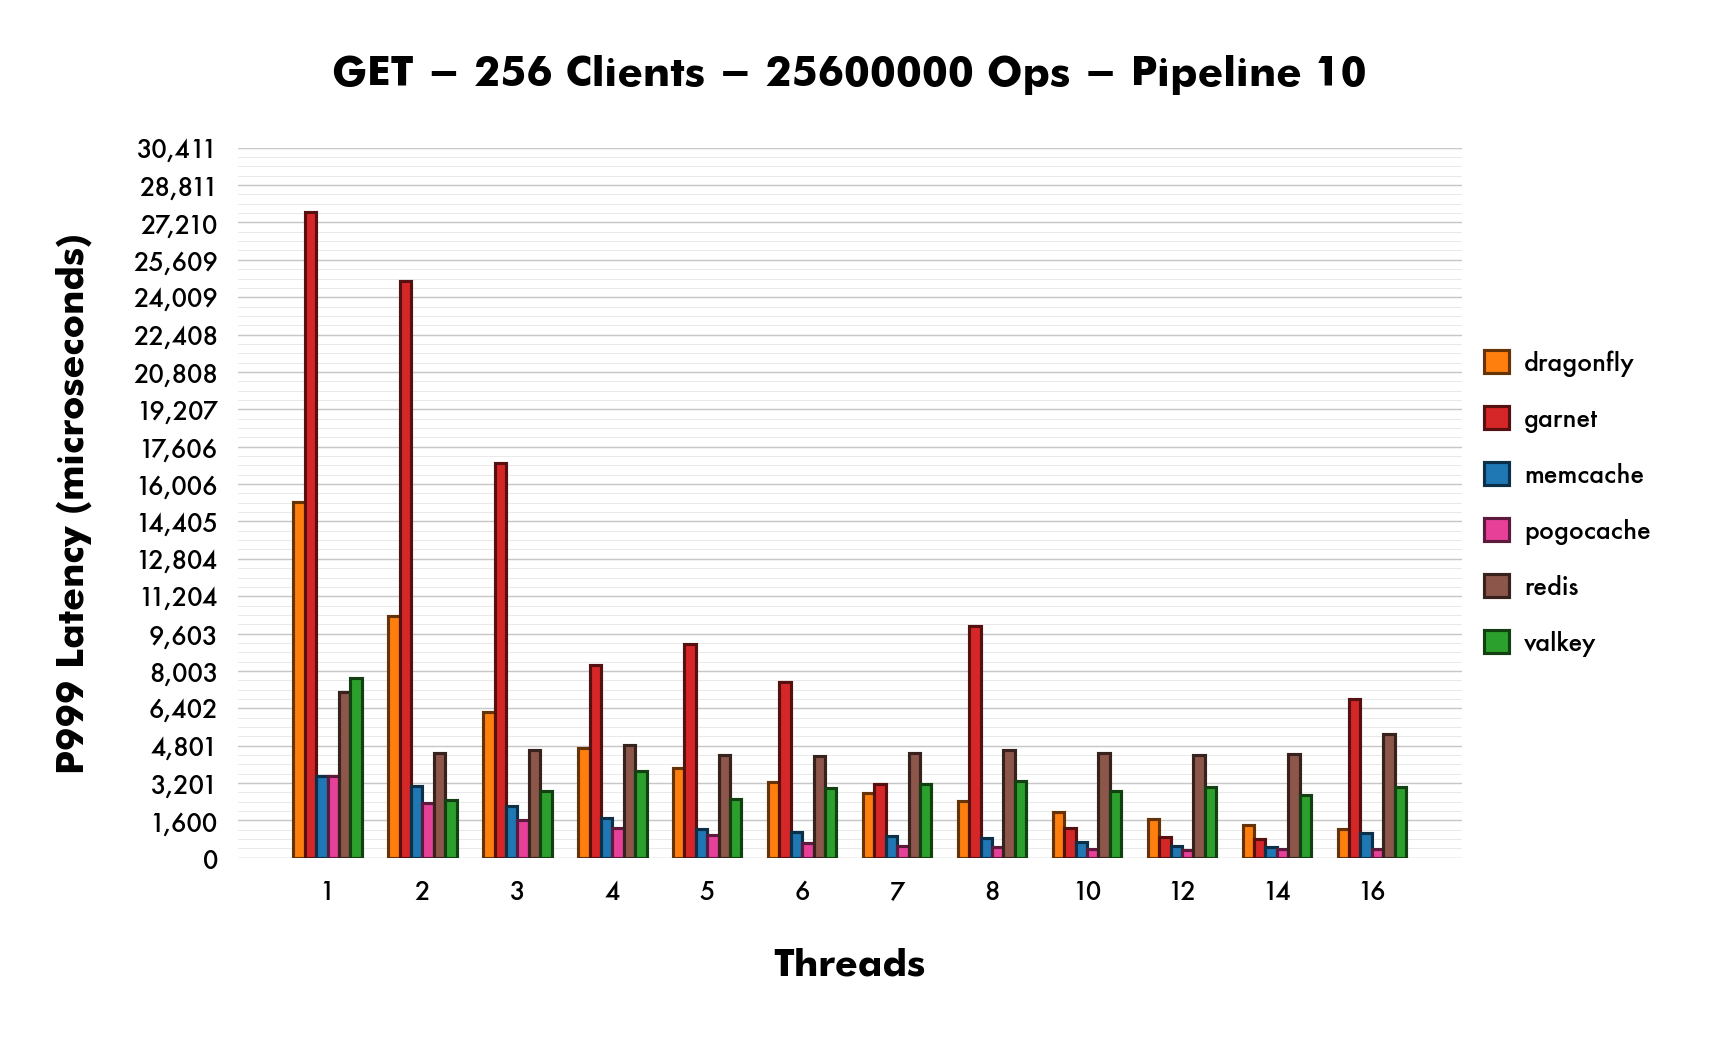 GET – 256 Clients – 25600000 Ops – Pipeline 10
P999 Latency (microseconds)
30,411
28,811
27,210
25,609
24,009
22,408
20,808
19,207
17,606
16,006
14,405
12,804
11,204
9,603
8,003
6,402
4,801
3,201
1,600
0
1 2 3 4 5 6 7 8 10 12 14 16
Threads
dragonfly
garnet
memcache
pogocache
redis
valkey